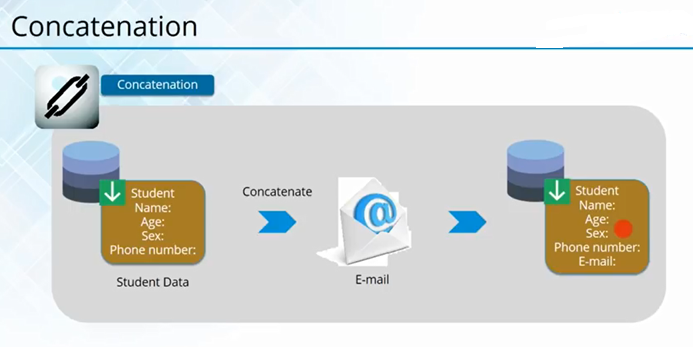 Concatenation
Concatenation
Student
Name:
Age:
Sex:
Phone number:
Student Data
Concatenate
E-mail
Student
Name:
Age:
Sex:
Phone number:
E-mail: